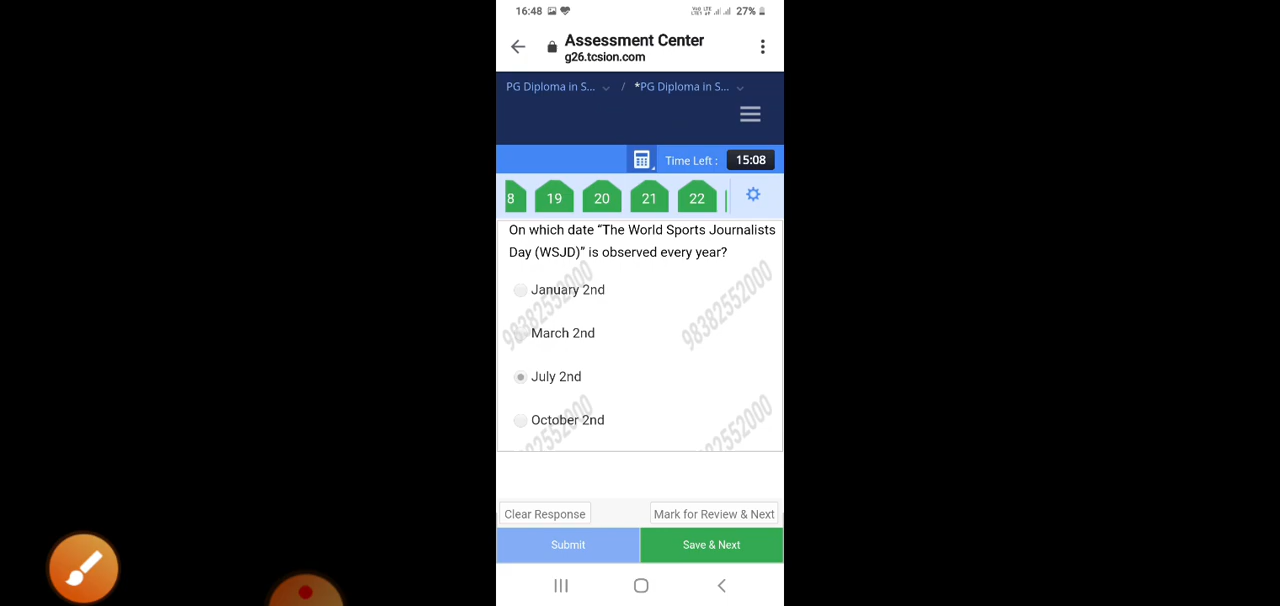 16:48
27%
Assessment Center
g26.tcsion.com
PG Diploma in S... / *PG Diploma in S...
Time Left : 15:08
8 19 20 21 22
On which date “The World Sports Journalists
Day (WSJD)” is observed every year?
January 2nd
March 2nd
July 2nd
October 2nd
98382552000
98382552000
Clear Response
Mark for Review & Next
Submit
Save & Next